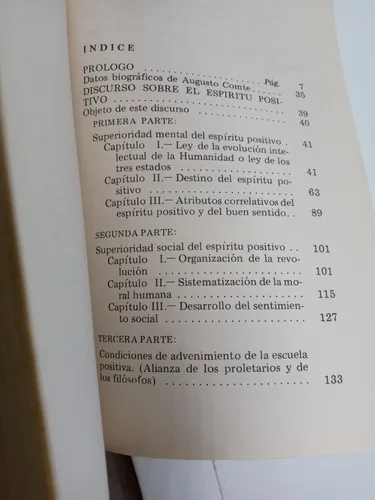 INDICE
PROLOGO . . . . . . . . . . . . . . . . . . . Pág. 7
Datos biográficos de Augusto Comte . . . . . . 35
DISCURSO SOBRE EL ESPIRITU POSI-
TIVO . . . . . . . . . . . . . . . . . . . . . . . . 39
Objeto de este discurso . . . . . . . . . . . . . 40
PRIMERA PARTE:
Superioridad mental del espíritu positivo . 41
Capítulo I.— Ley de la evolución inte-
lectual de la Humanidad o ley de los
tres estados . . . . . . . . . . . . . . . . . . 41
Capítulo II.— Destino del espíritu po-
sitivo . . . . . . . . . . . . . . . . . . . . . . 63
Capítulo III.— Atributos correlativos del
espíritu positivo y del buen sentido . . 89
SEGUNDA PARTE:
Superioridad social del espíritu positivo . . 101
Capítulo I.— Organización de la revo-
lución . . . . . . . . . . . . . . . . . . . . 101
Capítulo II.— Sistematización de la mo-
ral humana . . . . . . . . . . . . . . . . . 115
Capítulo III.— Desarrollo del sentimien-
to social . . . . . . . . . . . . . . . . . . . 127
TERCERA PARTE:
Condiciones de advenimiento de la escuela
positiva. (Alianza de los proletarios y de
los filósofos) . . . . . . . . . . . . . . . . . . . 133